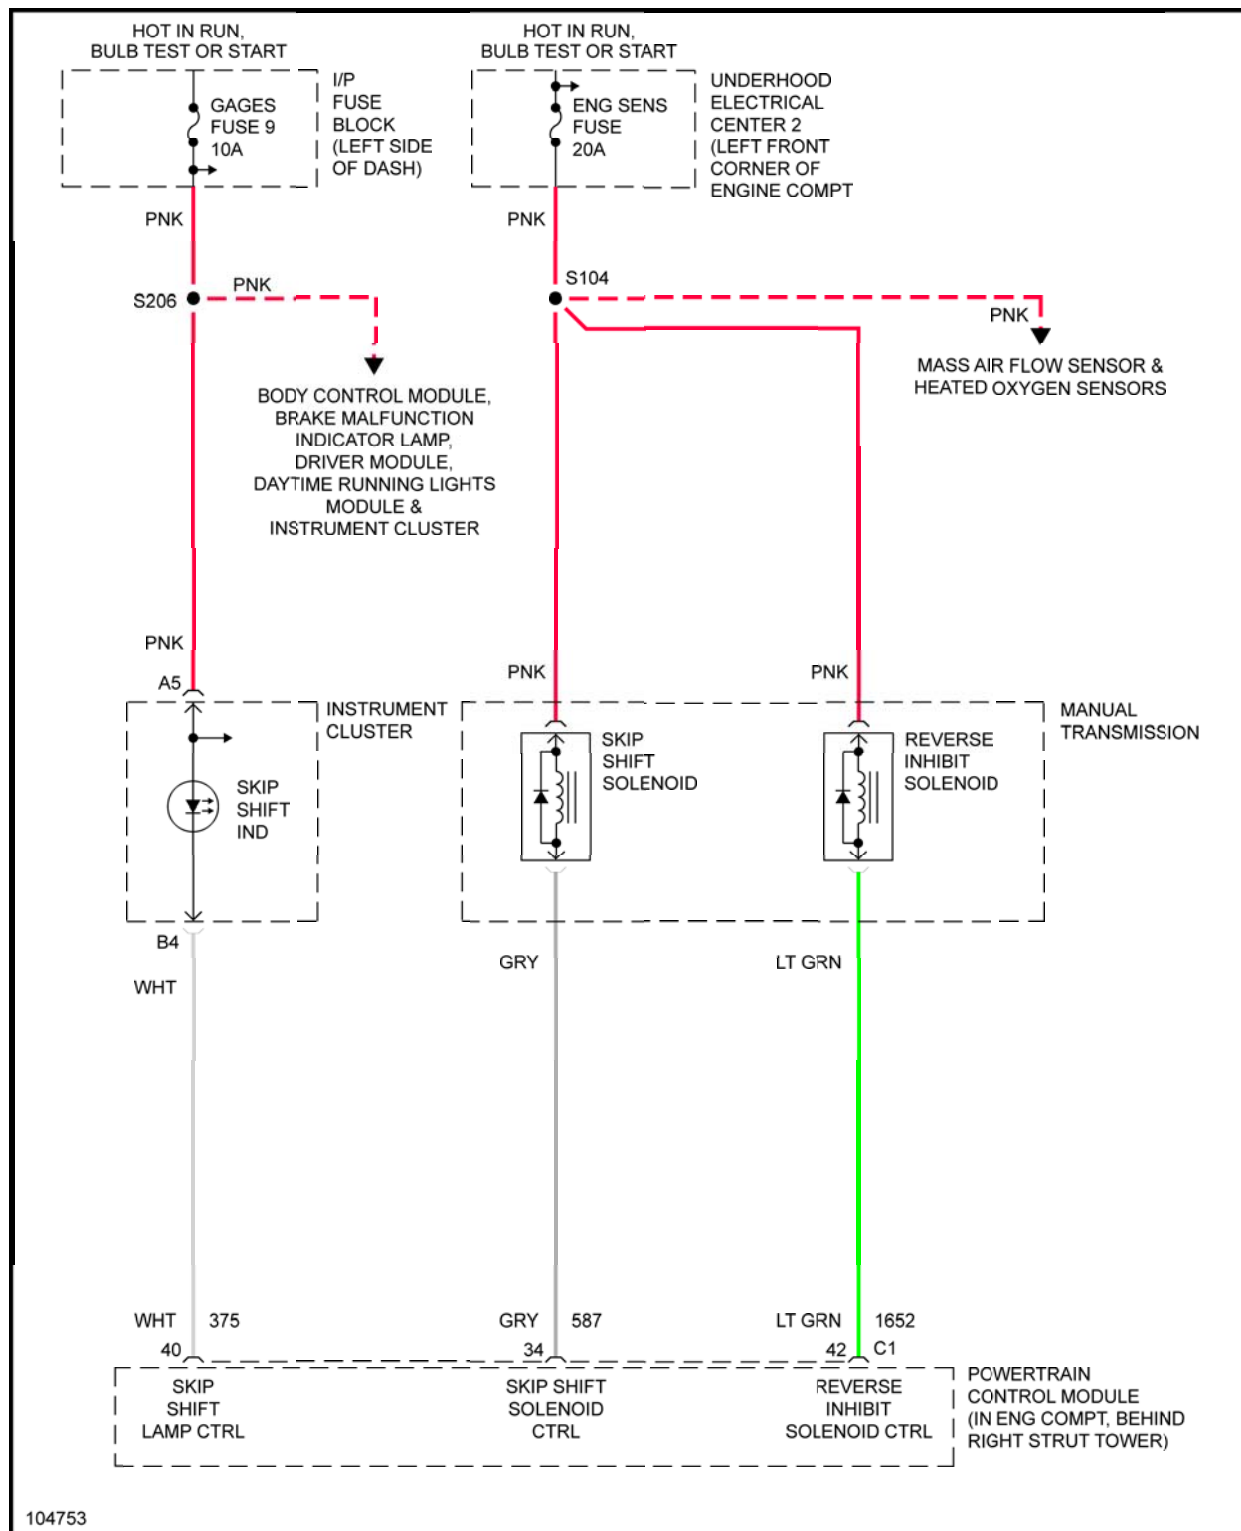 HOT IN RUN,
BULB TEST OR START
HOT IN RUN,
BULB TEST OR START
GAGES
FUSE 9
10A
I/P
FUSE
BLOCK
(LEFT SIDE
OF DASH)
ENG SENS
FUSE
20A
UNDERHOOD
ELECTRICAL
CENTER 2
(LEFT FRONT
CORNER OF
ENGINE COMPT
PNK
PNK
S206
PNK
S104
PNK
BODY CONTROL MODULE,
BRAKE MALFUNCTION
INDICATOR LAMP,
DRIVER MODULE,
DAYTIME RUNNING LIGHTS
MODULE &
INSTRUMENT CLUSTER
MASS AIR FLOW SENSOR &
HEATED OXYGEN SENSORS
PNK
A5
PNK
PNK
INSTRUMENT
CLUSTER
SKIP
SHIFT
IND
SKIP
SHIFT
SOLENOID
REVERSE
INHIBIT
SOLENOID
MANUAL
TRANSMISSION
B4
WHT
GRY
LT GRN
WHT 375
40
GRY 587
34
LT GRN 1652
42 C1
SKIP
SHIFT
LAMP CTRL
SKIP SHIFT
SOLENOID
CTRL
REVERSE
INHIBIT
SOLENOID CTRL
POWERTRAIN
CONTROL MODULE
(IN ENG COMPT, BEHIND
RIGHT STRUT TOWER)
104753